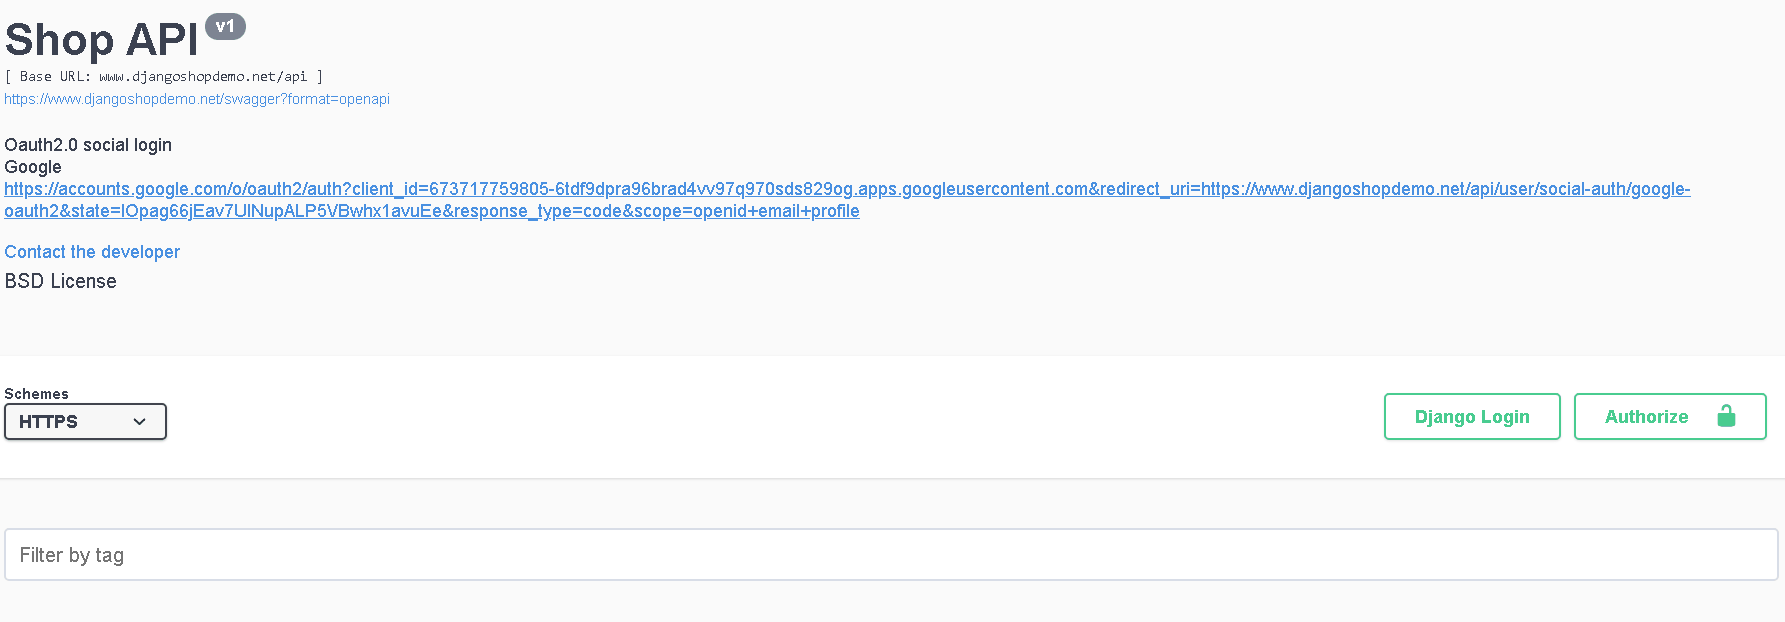 Shop API v1
[ Base URL: www.djangoshopdemo.net/api ]
https://www.djangoshopdemo.net/swagger?format=openapi
Oauth2.0 social login
Google
https://accounts.google.com/o/oauth2/auth?client_id=673717759805-6tdf9dpra96brad4vv97q970sds829og.apps.googleusercontent.com&redirect_uri=https://www.djangoshopdemo.net/api/user/social-auth/google-
oauth2&state=IOpag66jEav7UINupALP5VBwhx1avuEe&response_type=code&scope=openid+email+profile
Contact the developer
BSD License
Schemes
HTTPS
Django Login
Authorize
Filter by tag